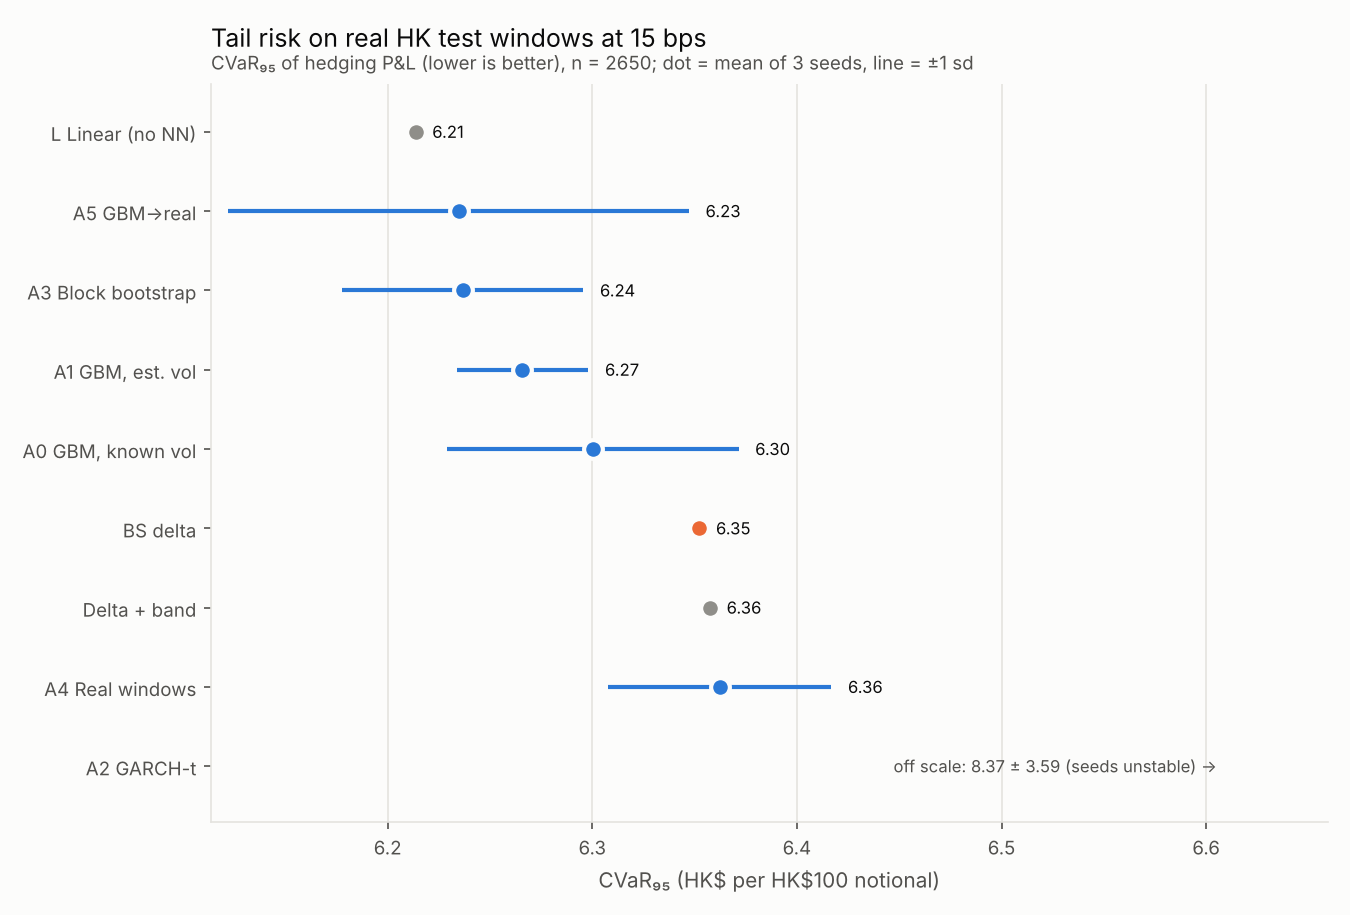 Tail risk on real HK test windows at 15 bps
CVaR₉₅ of hedging P&L (lower is better), n = 2650; dot = mean of 3 seeds, line = ±1 sd
L Linear (no NN) 6.21
A5 GBM→real 6.23
A3 Block bootstrap 6.24
A1 GBM, est. vol 6.27
A0 GBM, known vol 6.30
BS delta 6.35
Delta + band 6.36
A4 Real windows 6.36
A2 GARCH-t off scale: 8.37 ± 3.59 (seeds unstable) →
6.2 6.3 6.4 6.5 6.6
CVaR₉₅ (HK$ per HK$100 notional)